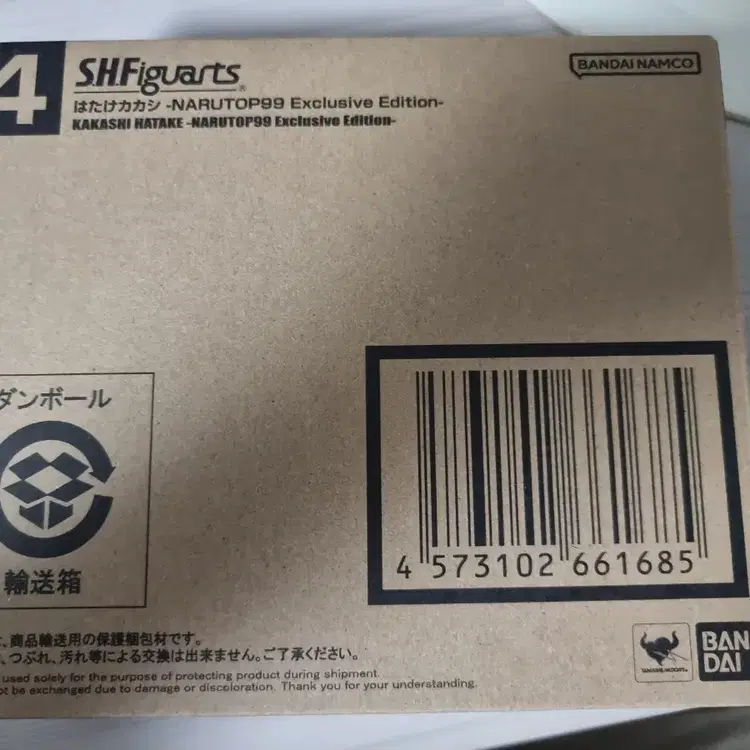 4
S.H.Figuarts®
はたけカカシ -NARUTOP99 Exclusive Edition-
KAKASHI HATAKE -NARUTOP99 Exclusive Edition-
BANDAI NAMCO
ダンボール
輸送箱
4 573102 661685
、商品輸送用の保護梱包材です。
、つぶれ、汚れ等による交換は出来ません。ご了承ください。
used solely for the purpose of protecting product during shipment.
ot be exchanged due to damage or discoloration. Thank you for your understanding.
TAMASHII NATIONS
BAN
DAI